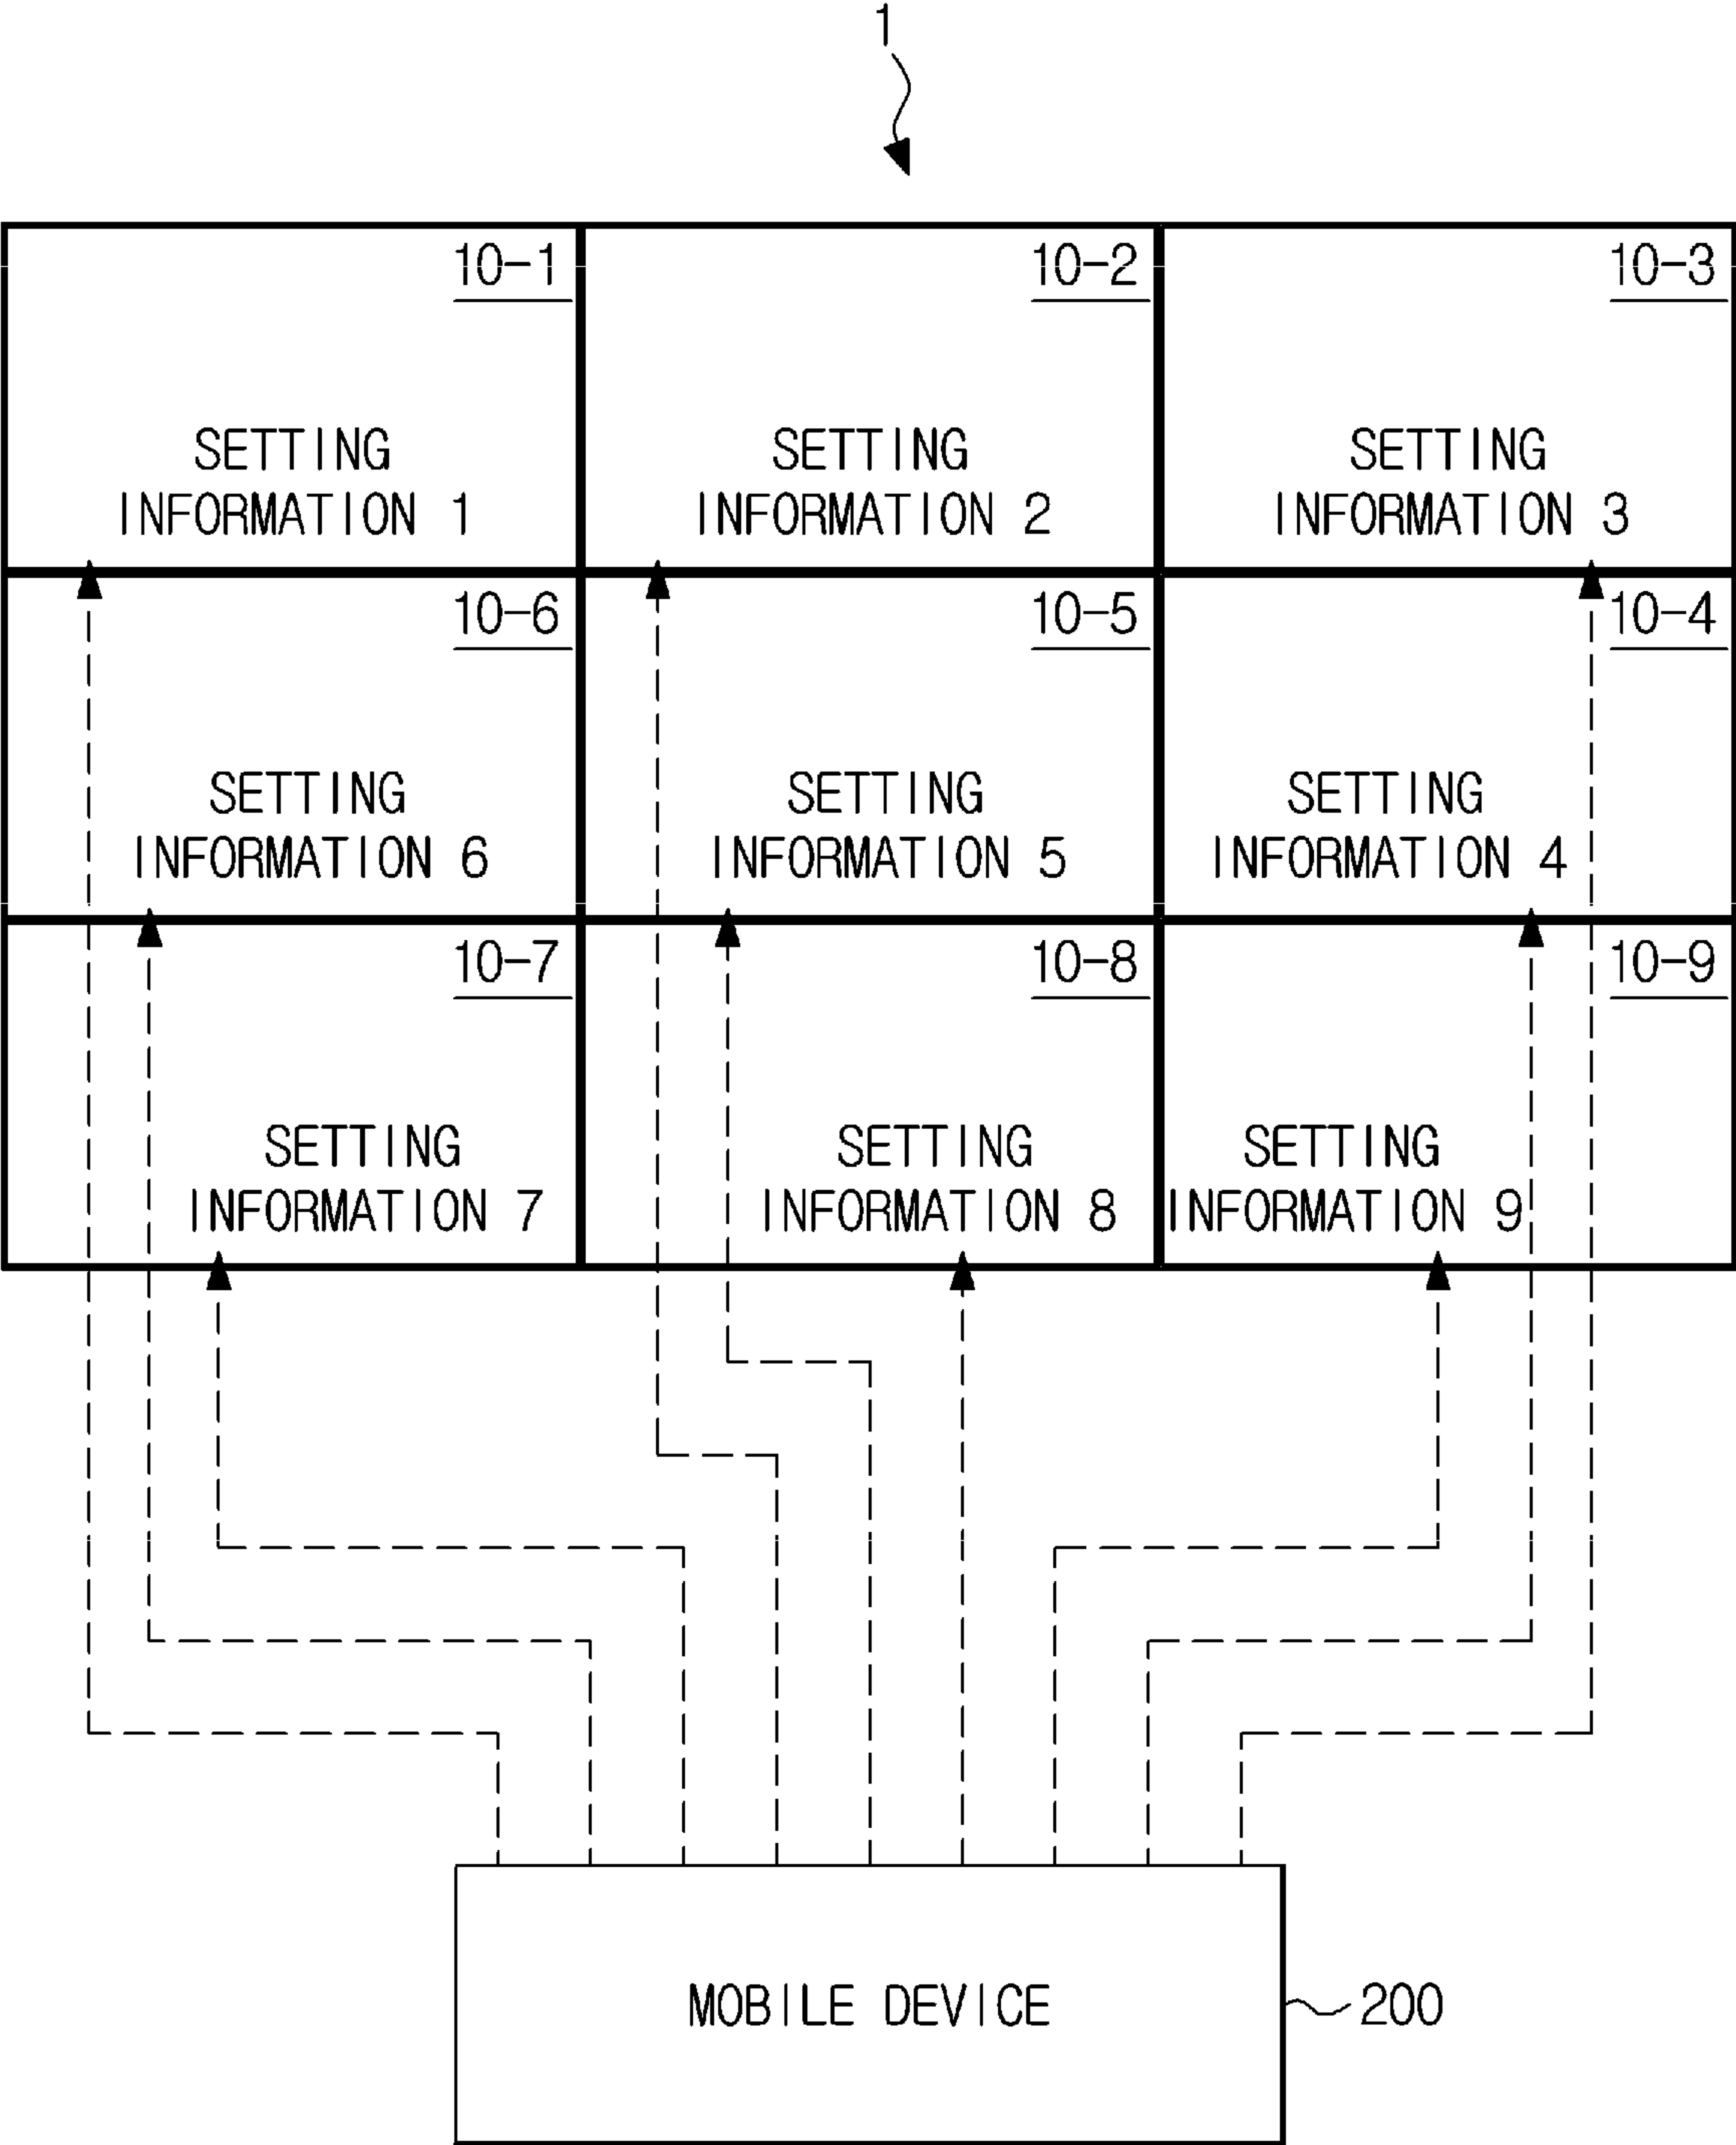 1
10-1
10-2
10-3
SETTING
INFORMATION 1
SETTING
INFORMATION 2
SETTING
INFORMATION 3
10-6
10-5
10-4
SETTING
INFORMATION 6
SETTING
INFORMATION 5
SETTING
INFORMATION 4
10-7
10-8
10-9
SETTING
INFORMATION 7
SETTING
INFORMATION 8
SETTING
INFORMATION 9
MOBILE DEVICE
200